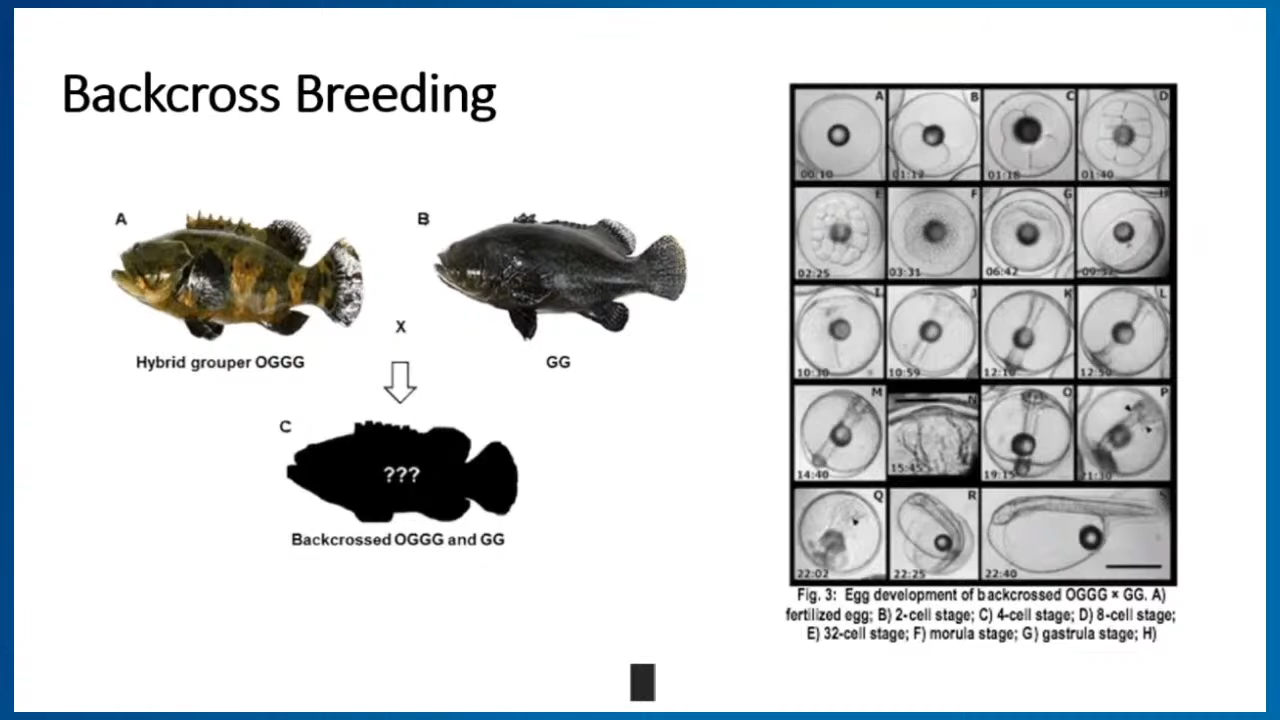 Backcross Breeding
A
B
X
Hybrid grouper OGGG
GG
C
???
Backcrossed OGGG and GG
A B C D
00:10 01:12 01:18 01:40
E F G H
02:25 03:31 06:42
I J K L
10:30 10:59 12:10 12:50
M N O P
14:40 15:45 19:15 21:30
Q R S
22:02 22:25 22:40
Fig. 3: Egg development of backcrossed OGGG × GG. A)
fertilized egg; B) 2-cell stage; C) 4-cell stage; D) 8-cell stage;
E) 32-cell stage; F) morula stage; G) gastrula stage; H)